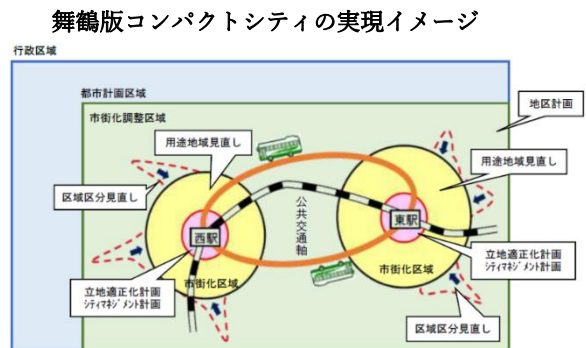 舞鶴版コンパクトシティの実現イメージ
行政区域
都市計画区域
市街化調整区域
地区計画
用途地域見直し
用途地域見直し
区域区分見直し
公共交通軸
西駅
東駅
立地適正化計画
シティマネジメント計画
市街化区域
市街化区域
立地適正化計画
シティマネジメント計画
区域区分見直し